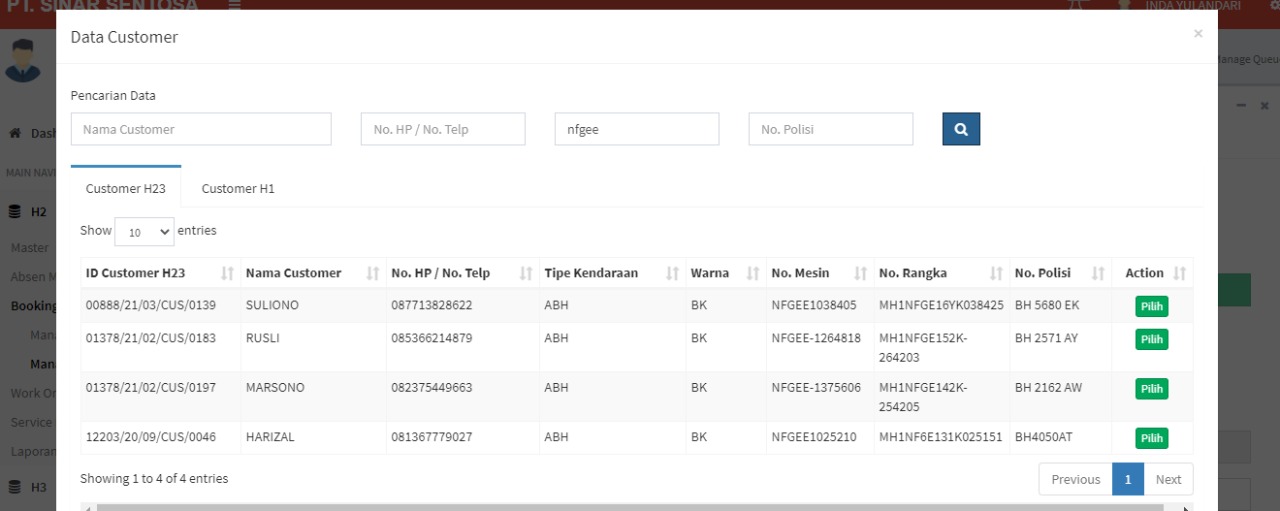 PT. SINAR SENTOSA
INDA YULANDARI
Data Customer
×
Manage Queu
Pencarian Data
Nama Customer
No. HP / No. Telp
nfgee
No. Polisi
Dash
MAIN NAVI
Customer H23
Customer H1
H2
Show 10 entries
Master
ID Customer H23 Nama Customer No. HP / No. Telp Tipe Kendaraan Warna No. Mesin No. Rangka No. Polisi Action
Absen M
00888/21/03/CUS/0139 SULIONO 087713828622 ABH BK NFGEE1038405 MH1NFGE16YK038425 BH 5680 EK Pilih
Booking
Mana
01378/21/02/CUS/0183 RUSLI 085366214879 ABH BK NFGEE-1264818 MH1NFGE152K- BH 2571 AY Pilih
264203
Mana
01378/21/02/CUS/0197 MARSONO 082375449663 ABH BK NFGEE-1375606 MH1NFGE142K- BH 2162 AW Pilih
254205
Work Or
Service
12203/20/09/CUS/0046 HARIZAL 081367779027 ABH BK NFGEE1025210 MH1NF6E131K025151 BH4050AT Pilih
Laporan
Showing 1 to 4 of 4 entries
Previous 1 Next
H3